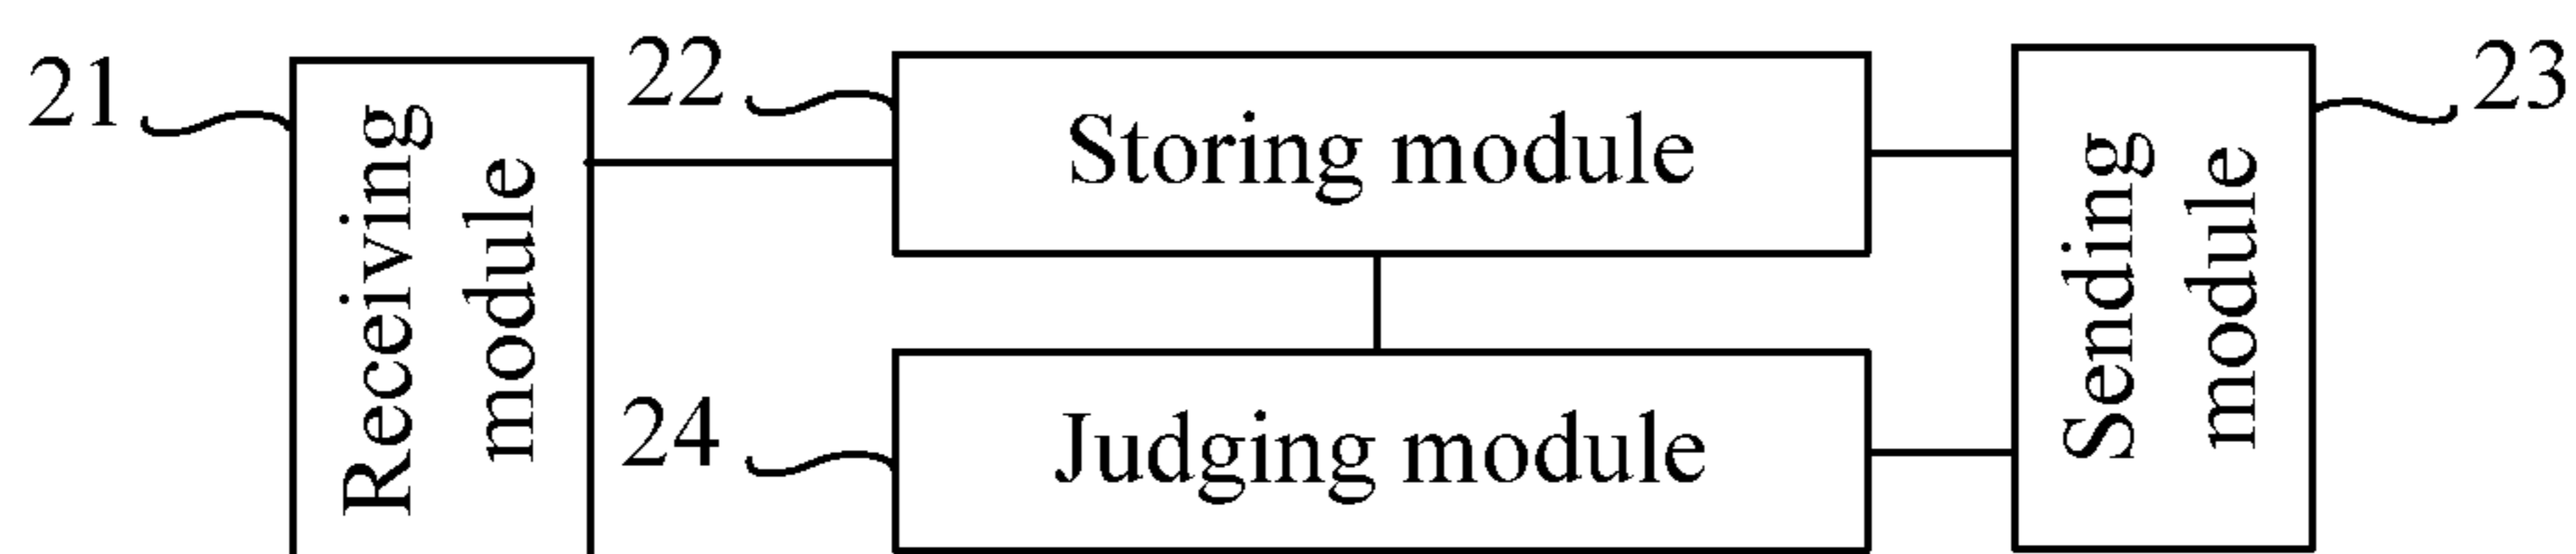 21
Receiving
module
22
Storing module
23
Sending
module
24
Judging module